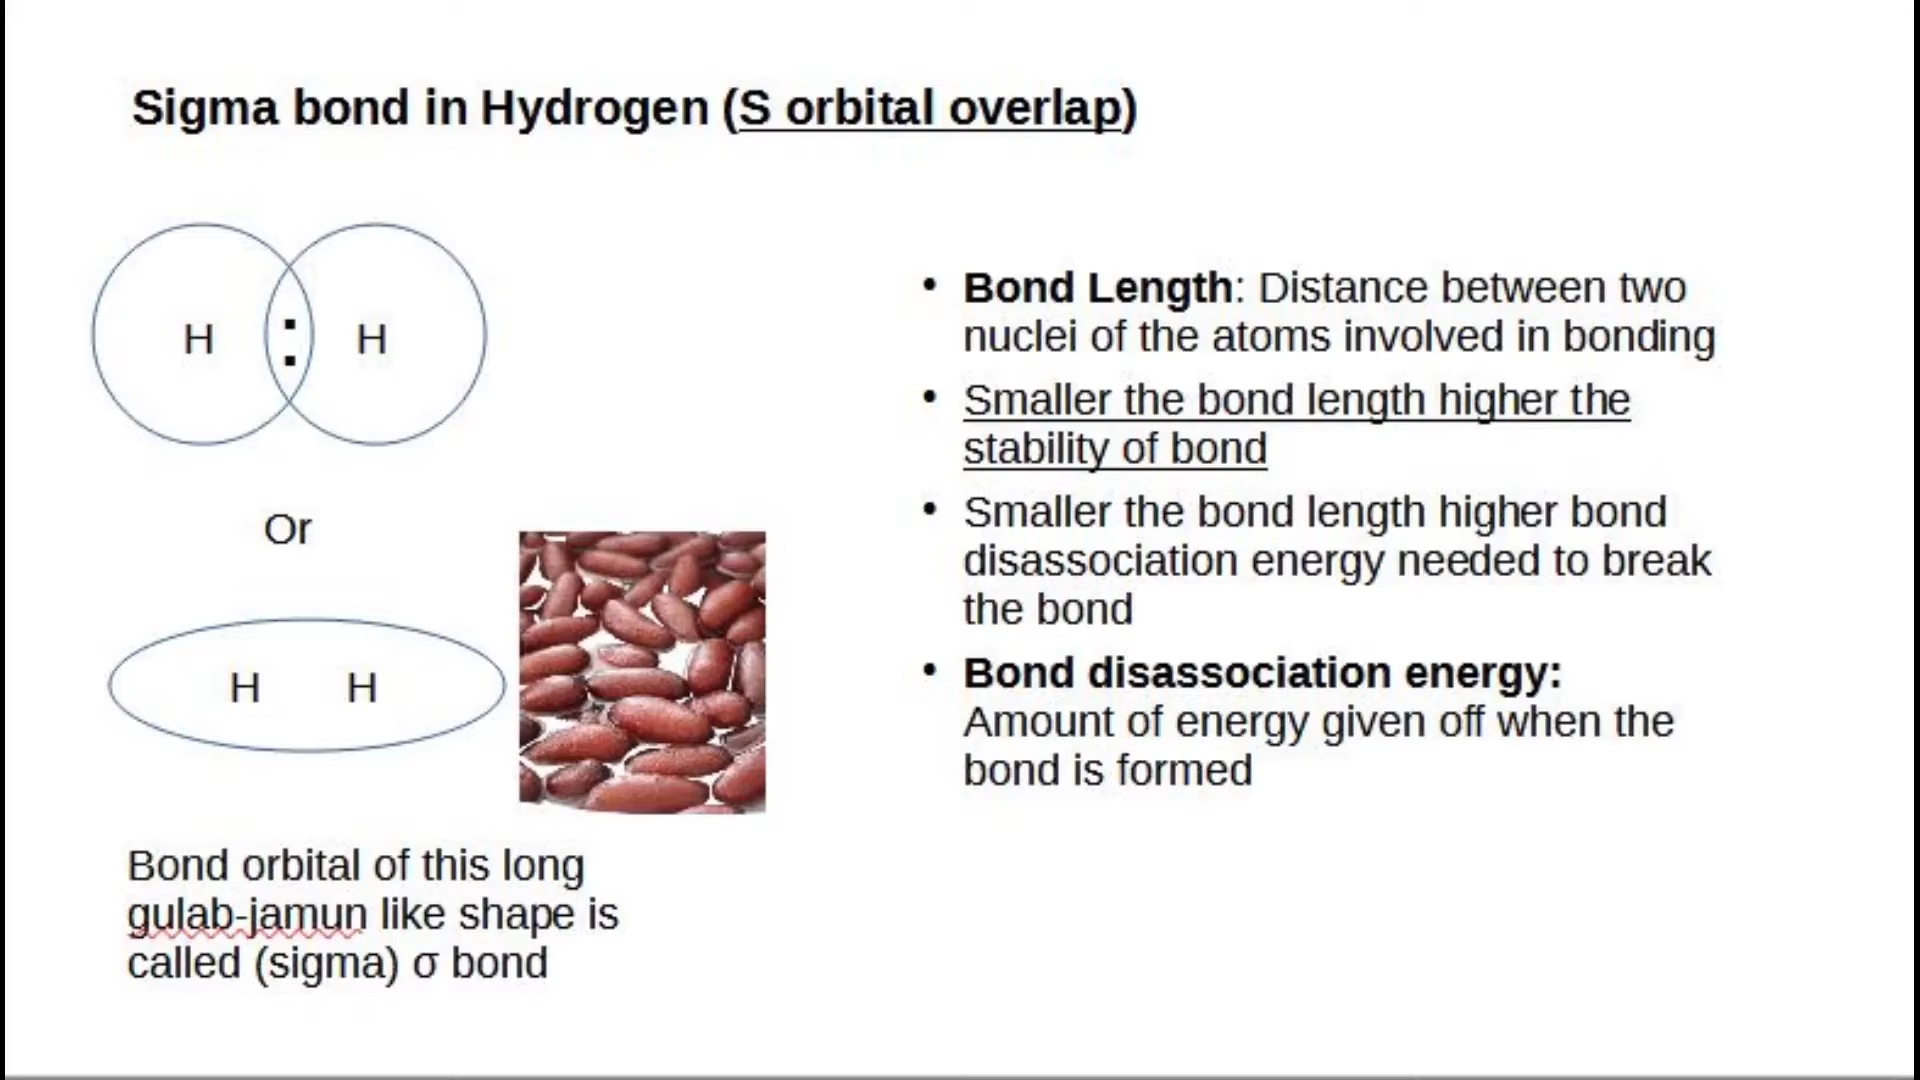 Sigma bond in Hydrogen (S orbital overlap)
H : H
Or
H H
Bond orbital of this long
gulab-jamun like shape is
called (sigma) σ bond
• Bond Length: Distance between two
nuclei of the atoms involved in bonding
• Smaller the bond length higher the
stability of bond
• Smaller the bond length higher bond
disassociation energy needed to break
the bond
• Bond disassociation energy:
Amount of energy given off when the
bond is formed